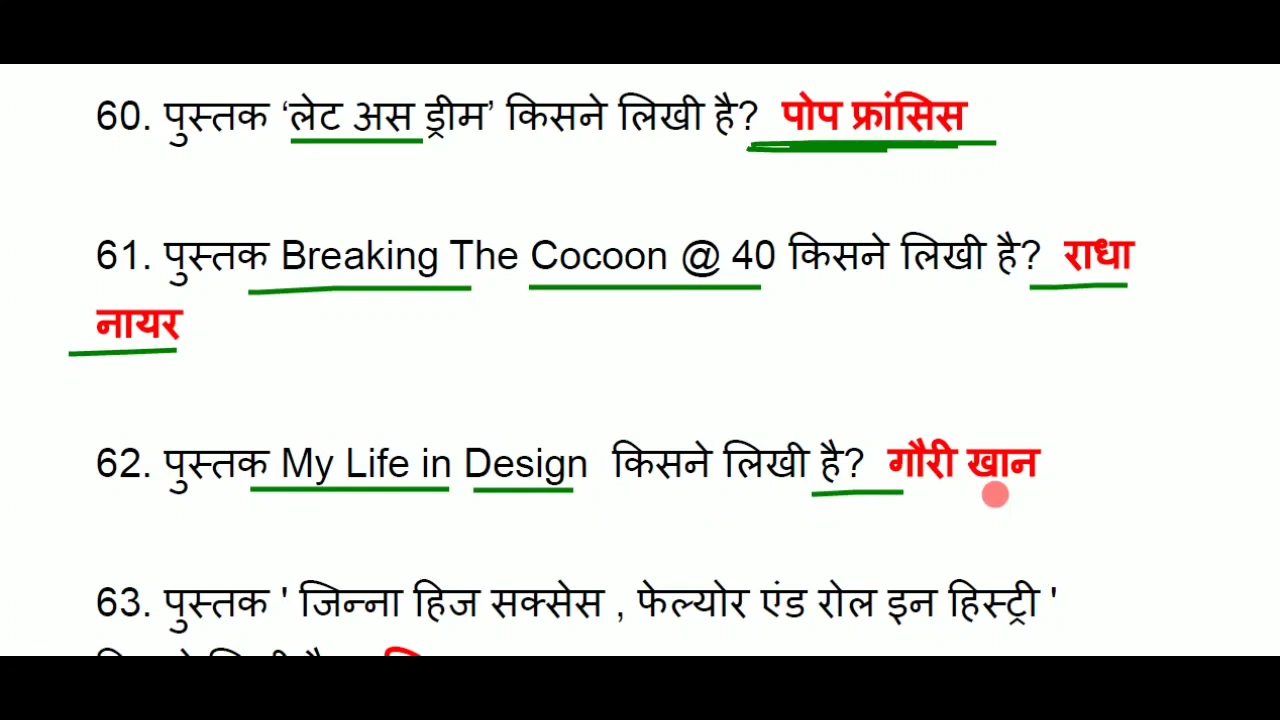 60. पुस्तक ‘लेट अस ड्रीम’ किसने लिखी है? पोप फ्रांसिस
61. पुस्तक Breaking The Cocoon @ 40 किसने लिखी है? राधा
नायर
62. पुस्तक My Life in Design किसने लिखी है? गौरी खान
63. पुस्तक ' जिन्ना हिज सक्सेस , फेल्योर एंड रोल इन हिस्ट्री '